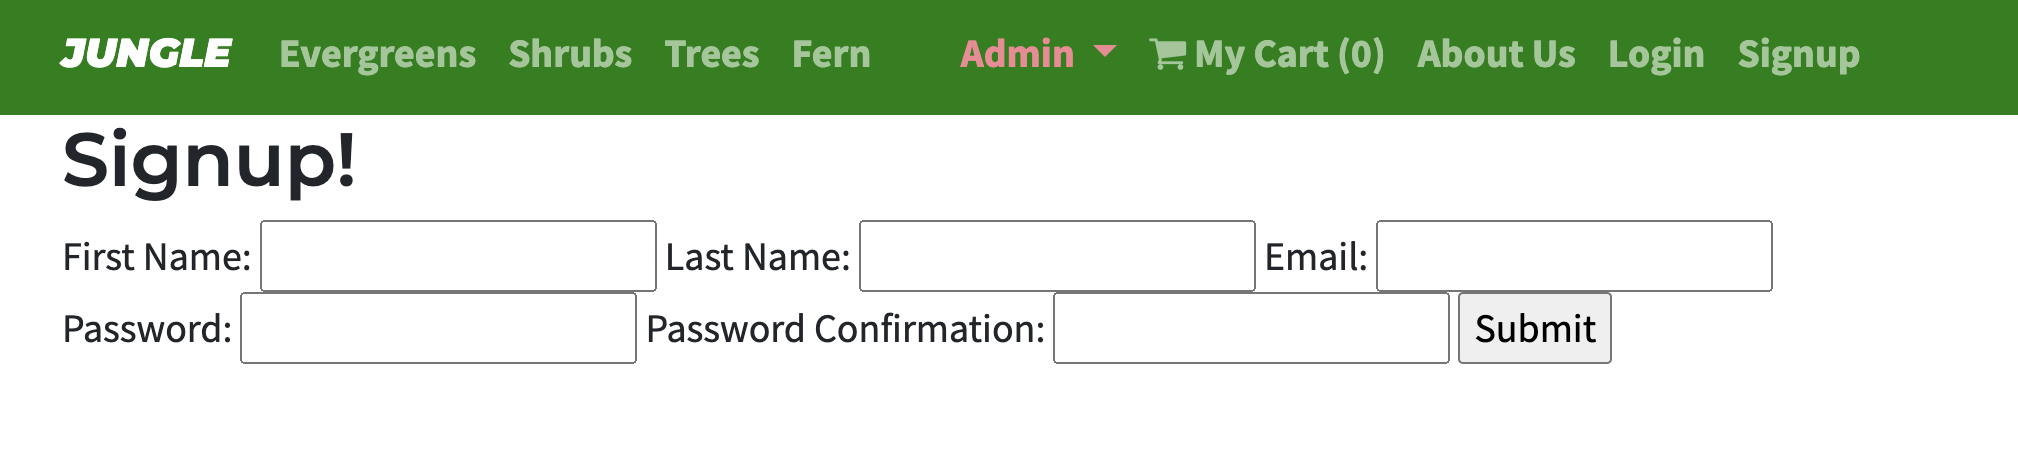 JUNGLE Evergreens Shrubs Trees Fern Admin My Cart (0) About Us Login Signup
Signup!
First Name: Last Name: Email:
Password: Password Confirmation: Submit